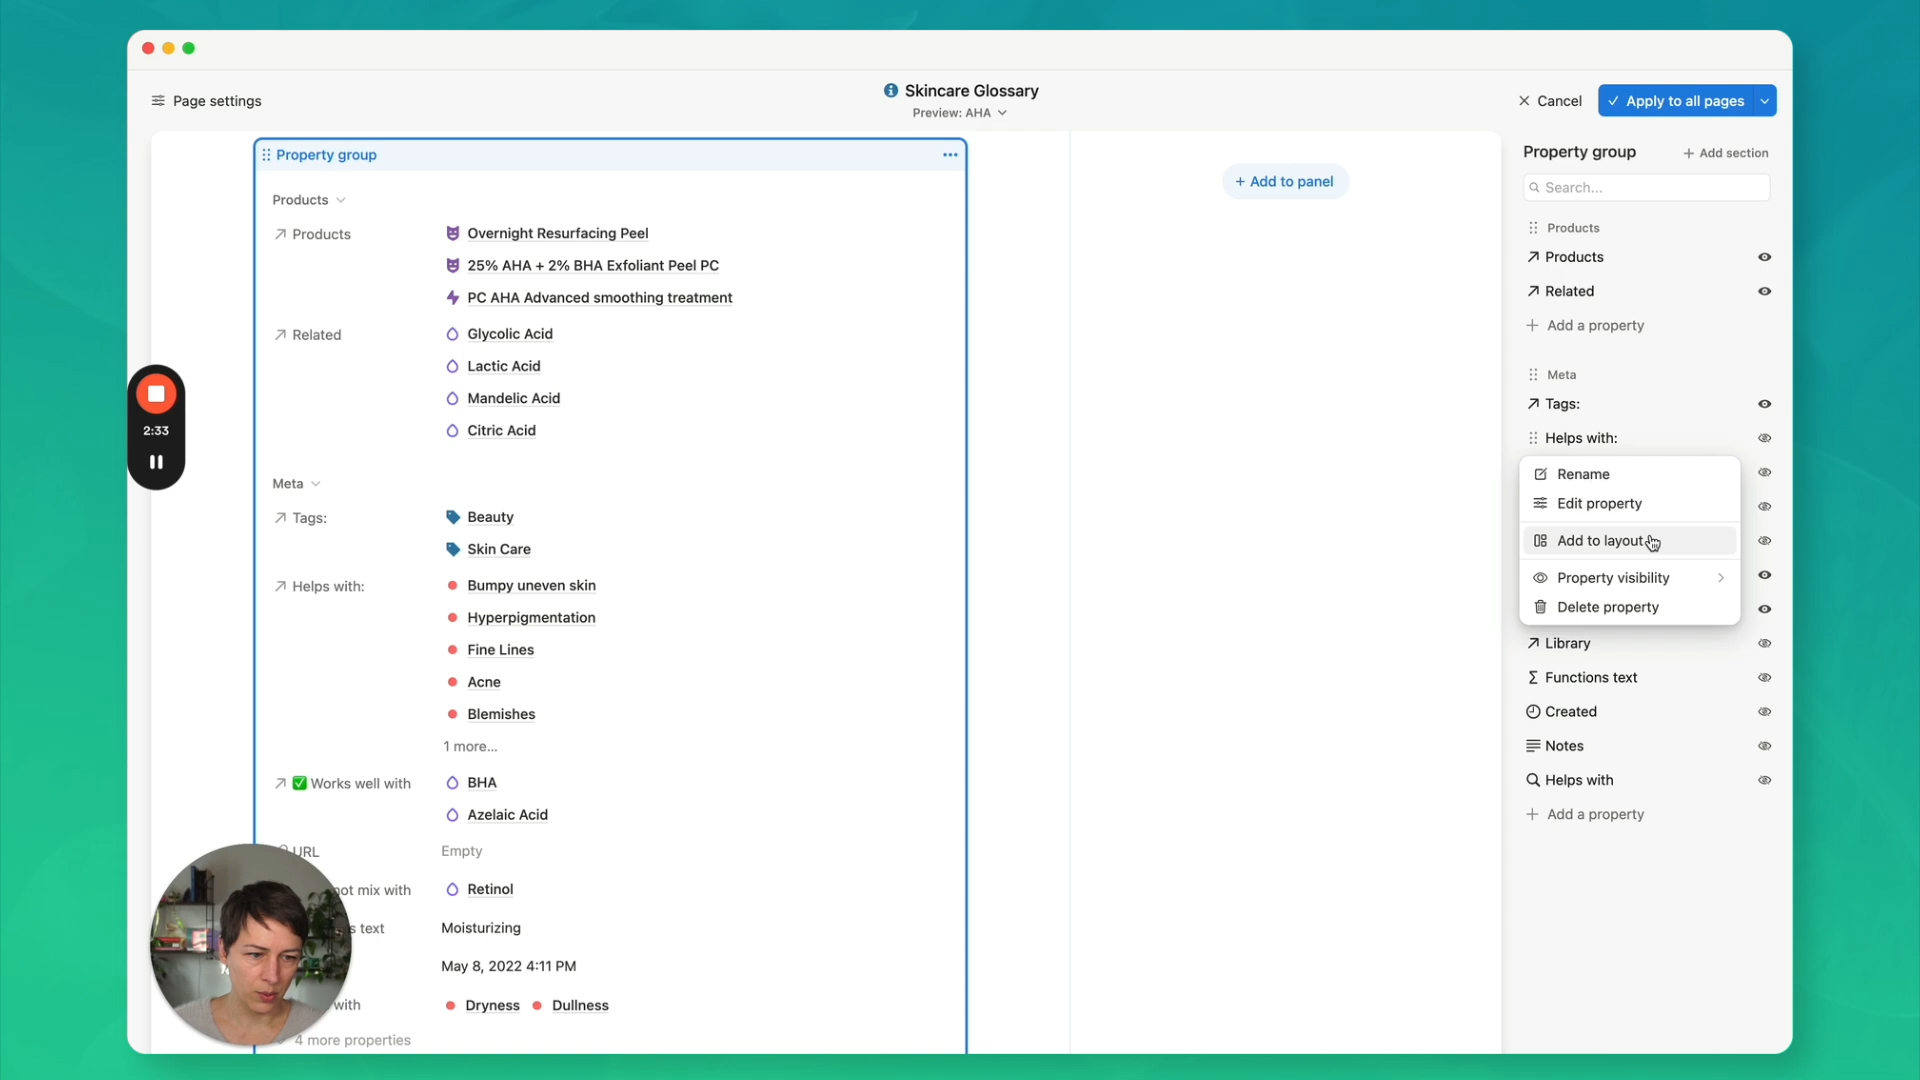 Page settings
Skincare Glossary
Preview: AHA
Cancel
Apply to all pages
Property group
Products
Products
Overnight Resurfacing Peel
25% AHA + 2% BHA Exfoliant Peel PC
PC AHA Advanced smoothing treatment
Related
Glycolic Acid
Lactic Acid
Mandelic Acid
Citric Acid
Meta
Tags:
Beauty
Skin Care
Helps with:
Bumpy uneven skin
Hyperpigmentation
Fine Lines
Acne
Blemishes
1 more...
Works well with
BHA
Azelaic Acid
URL
Empty
not mix with
Retinol
text
Moisturizing
May 8, 2022 4:11 PM
with
Dryness
Dullness
4 more properties
2:33
+ Add to panel
Property group
+ Add section
Search...
Products
Products
Related
+ Add a property
Meta
Tags:
Helps with:
Rename
Edit property
Add to layout
Property visibility
Delete property
Library
Σ Functions text
Created
Notes
Helps with
+ Add a property